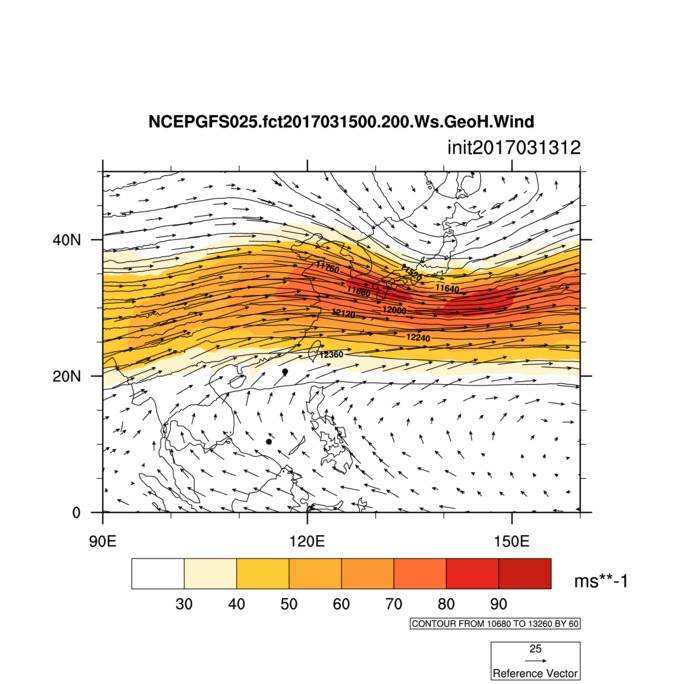 NCEPGFS025.fct2017031500.200.Ws.GeoH.Wind
init2017031312
40N
20N
0
90E 120E 150E
11760
11880
11640
12120
12000
12240
12360
30 40 50 60 70 80 90
ms**-1
CONTOUR FROM 10680 TO 13260 BY 60
25
Reference Vector